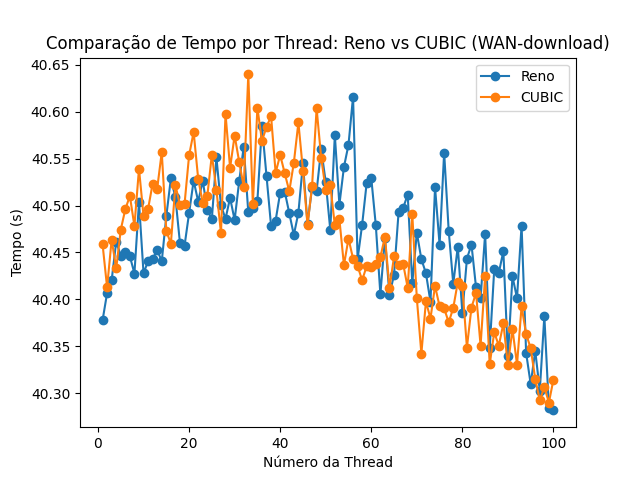 Comparação de Tempo por Thread: Reno vs CUBIC (WAN-download)
Reno
CUBIC
Tempo (s)
40.65
40.60
40.55
40.50
40.45
40.40
40.35
40.30
0 20 40 60 80 100
Número da Thread